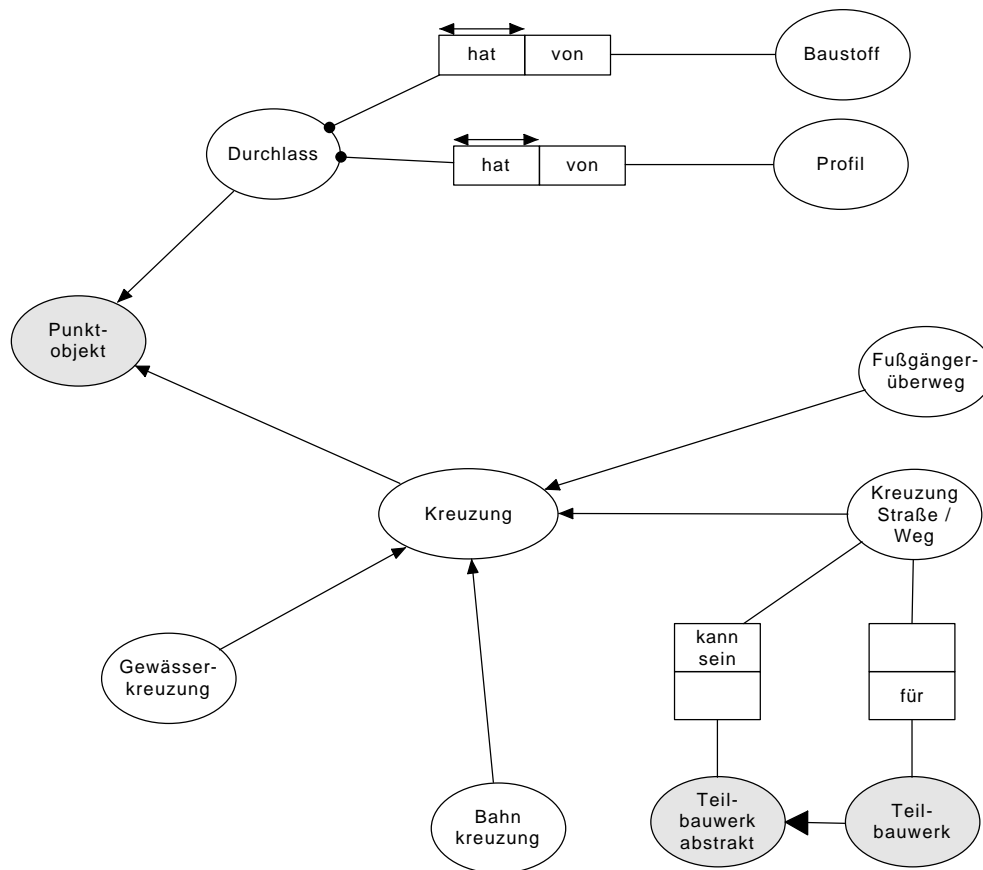 hat
von
Baustoff
Durchlass
hat
von
Profil
Punkt-
objekt
Fußgänger-
überweg
Kreuzung
Kreuzung
Straße /
Weg
Gewässer-
kreuzung
kann
sein
für
Bahn
kreuzung
Teil-
bauwerk
abstrakt
Teil-
bauwerk